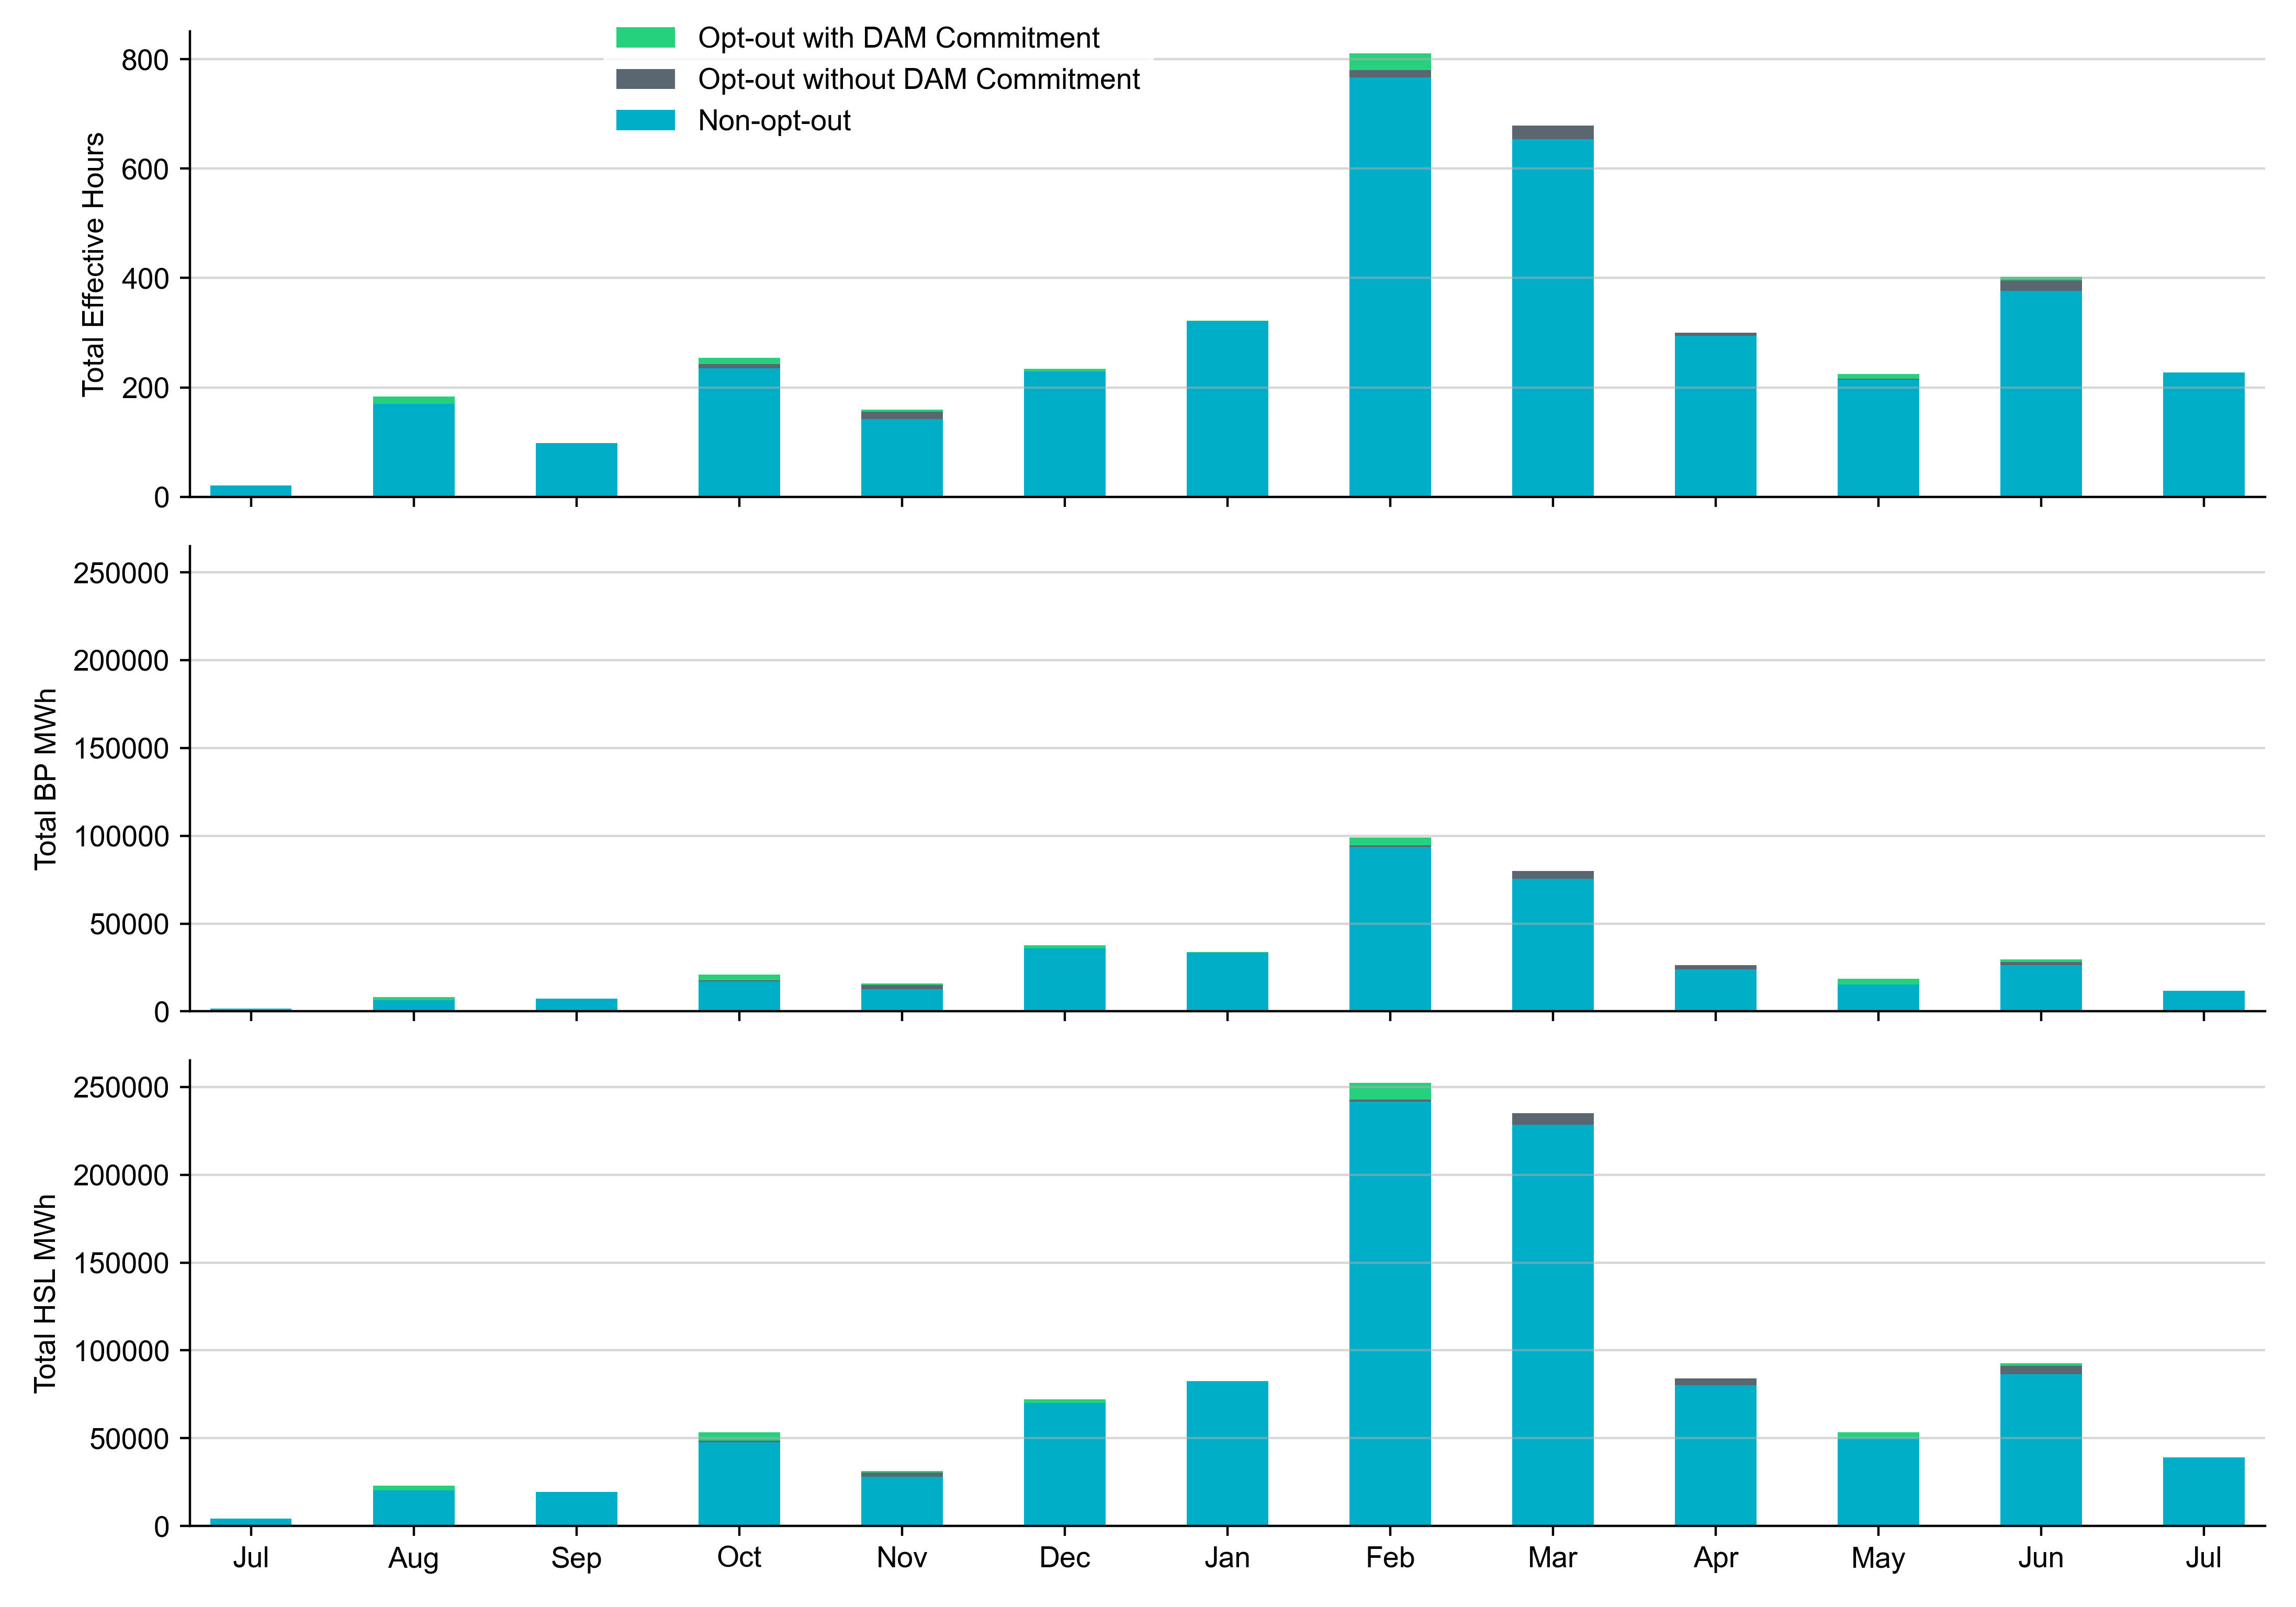 Opt-out with DAM Commitment
Opt-out without DAM Commitment
Non-opt-out
Total Effective Hours
800
600
400
200
0
Total BP MWh
250000
200000
150000
100000
50000
0
Total HSL MWh
250000
200000
150000
100000
50000
0
Jul Aug Sep Oct Nov Dec Jan Feb Mar Apr May Jun Jul